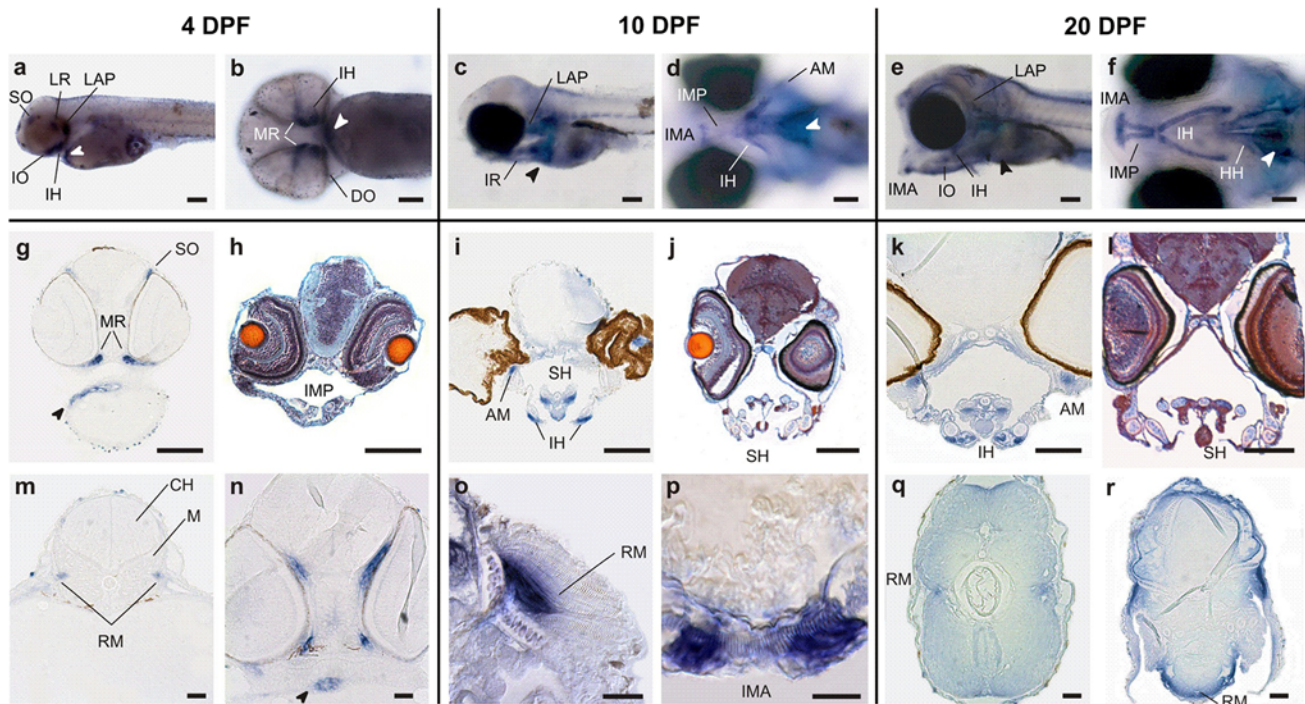 4 DPF
10 DPF
20 DPF
a
LR
LAP
SO
IO
IH
b
IH
MR
DO
c
LAP
IR
d
AM
IMP
IMA
IH
e
LAP
IMA
IO
IH
f
IMA
IH
IMP
HH
g
SO
MR
h
IMP
i
SH
AM
IH
j
SH
k
AM
IH
l
SH
m
CH
M
RM
n
o
RM
p
IMA
q
RM
r
RM